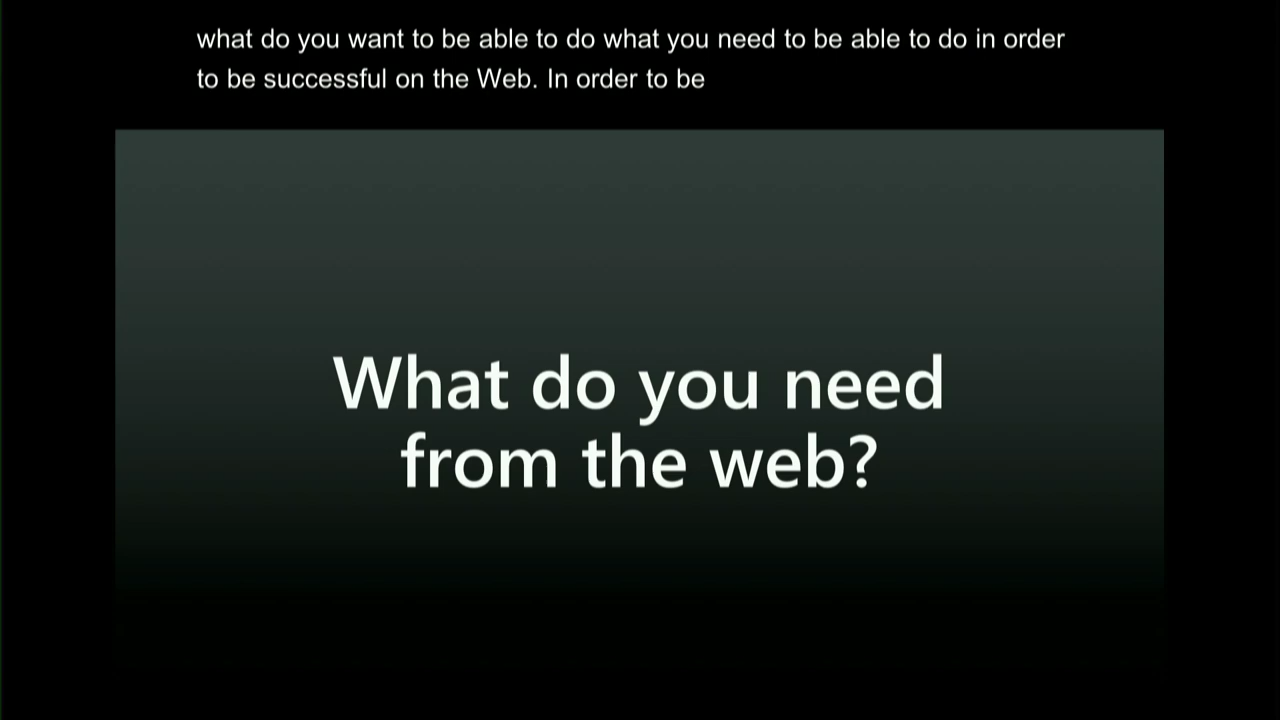 what do you want to be able to do what you need to be able to do in order
to be successful on the Web. In order to be
What do you need
from the web?